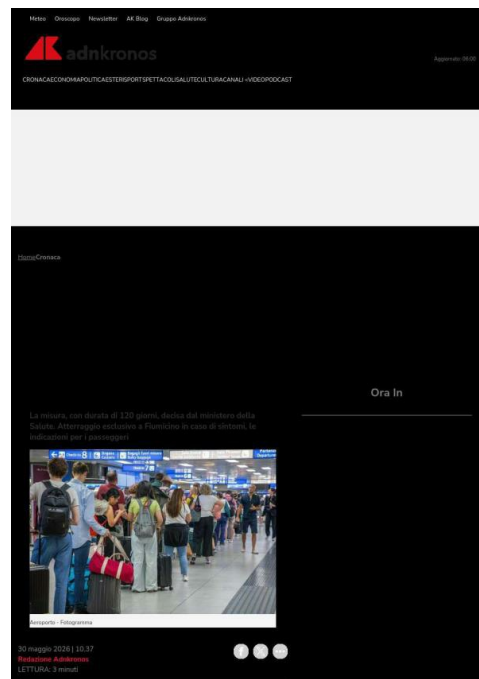 Meteo Oroscopo Newsletter AK Blog Gruppo Adnkronos
adnkronos
Aggiornato: 08:00
CRONACAECONOMIAPOLITICAESTERISPORTSPETTACOLISALUTECULTURACANALI +VIDEOPODCAST
HomeCronaca
Ora In
La misura, con durata di 120 giorni, decisa dal ministero della
Salute. Atterraggio esclusivo a Fiumicino in caso di sintomi, le
indicazioni per i passeggeri
Aeroporto - Fotogramma
30 maggio 2026 | 10.37
Redazione Adnkronos
LETTURA: 3 minuti